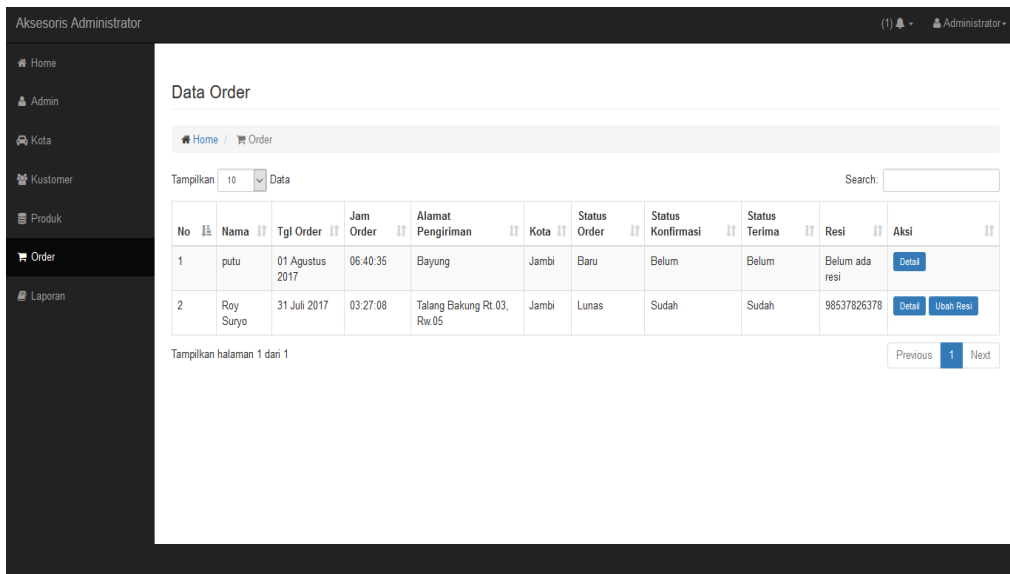 Aksesoris Administrator
(1) Administrator
Home
Admin
Kota
Kustomer
Produk
Order
Laporan
Data Order
Home / Order
Tampilkan 10 Data
Search:
No Nama Tgl Order Jam Order Alamat Pengiriman Kota Status Order Status Konfirmasi Status Terima Resi Aksi
1 putu 01 Agustus 2017 06:40:35 Bayung Jambi Baru Belum Belum Belum ada resi Detail
2 Roy Suryo 31 Juli 2017 03:27:08 Talang Bakung Rt.03, Rw.05 Jambi Lunas Sudah Sudah 98537826378 Detail Ubah Resi
Tampilkan halaman 1 dari 1
Previous 1 Next